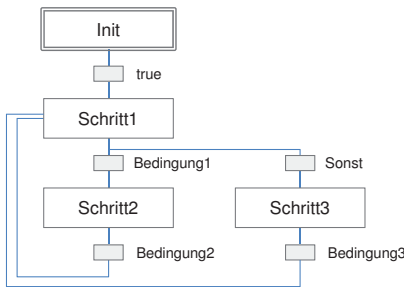 Init
true
Schritt1
Bedingung1
Sonst
Schritt2
Schritt3
Bedingung2
Bedingung3